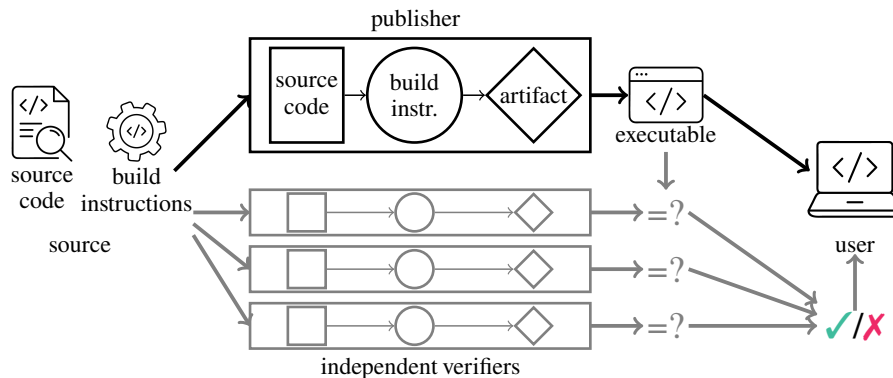 publisher
source
code
build
instr.
artifact
</>
</>
</>
</>
executable
source
code
build
instructions
source
=?
=?
=?
user
✓/✗
independent verifiers